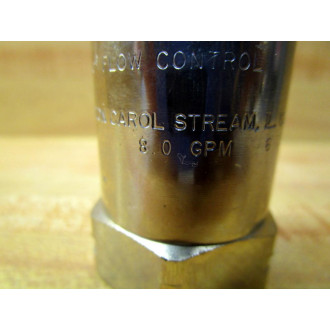 FLOW CONTROL
CAROL STREAM,
8.0 GPM